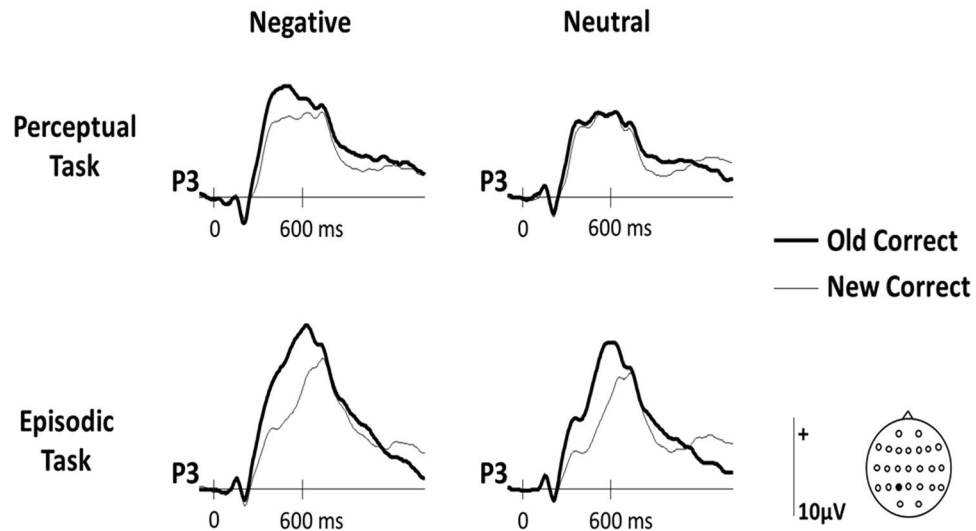 Negative
Neutral
Perceptual
Task
P3
0
600 ms
P3
0
600 ms
Old Correct
New Correct
Episodic
Task
P3
0
600 ms
P3
0
600 ms
+
10µV